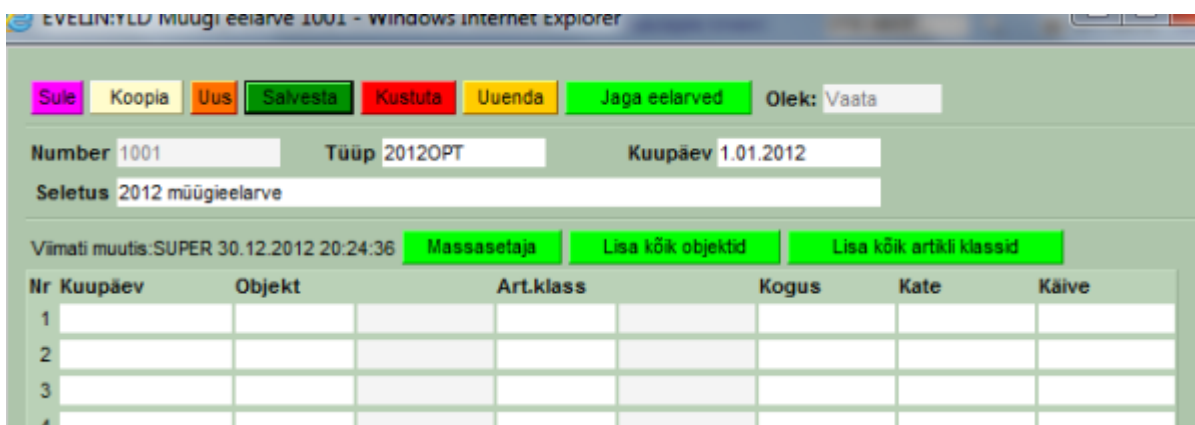 EVELIN:YLD Müügi eelarve 1001 - Windows Internet Explorer
Sule Koopia Uus Salvesta Kustuta Uuenda Jaga eelarved Olek: Vaata
Number 1001 Tüüp 2012OPT Kuupäev 1.01.2012
Seletus 2012 müügieelarve
Viimati muutis:SUPER 30.12.2012 20:24:36 Massasetaja Lisa kõik objektid Lisa kõik artikli klassid
Nr Kuupäev Objekt Art.klass Kogus Kate Käive
1
2
3
4